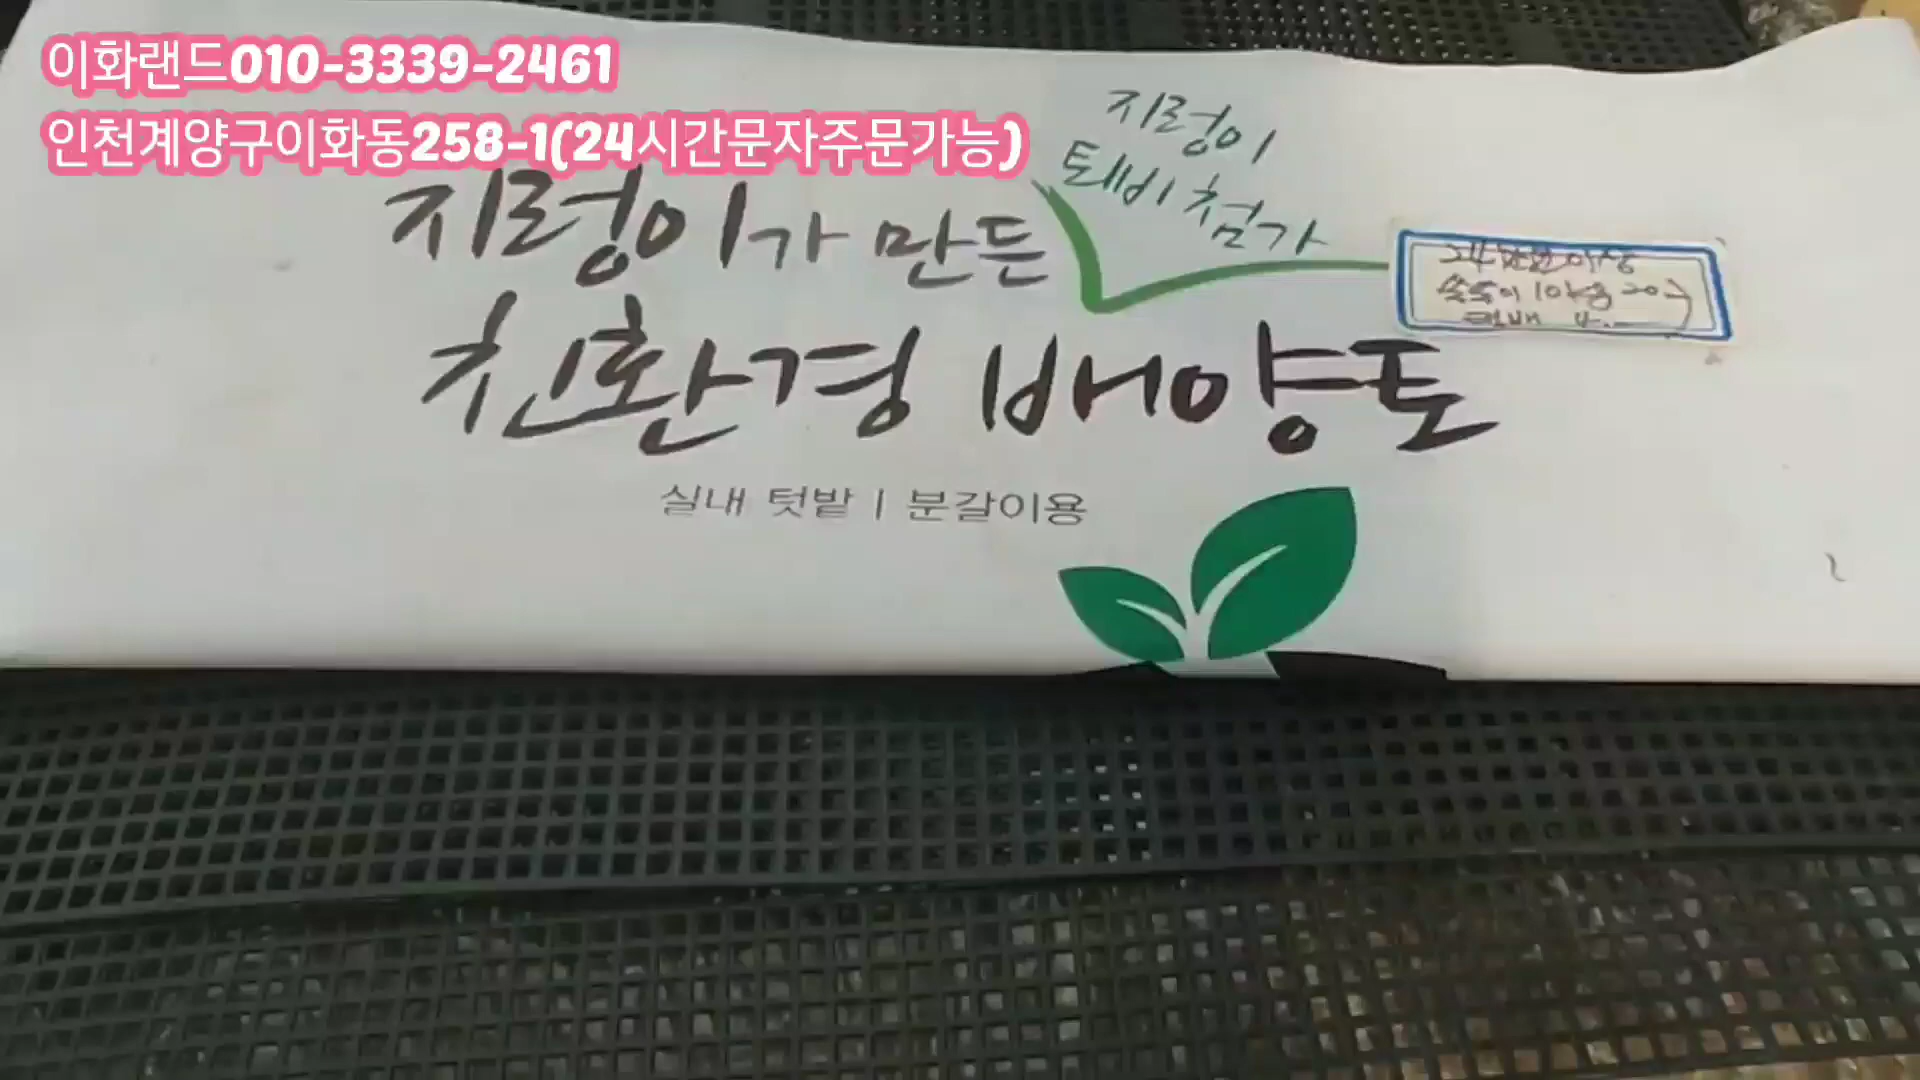 이화랜드010-3339-2461
인천계양구이화동258-1(24시간문자주문가능)
지렁이
퇴비 첨가
지렁이가 만든
친환경 배양토
실내 텃밭 | 분갈이용